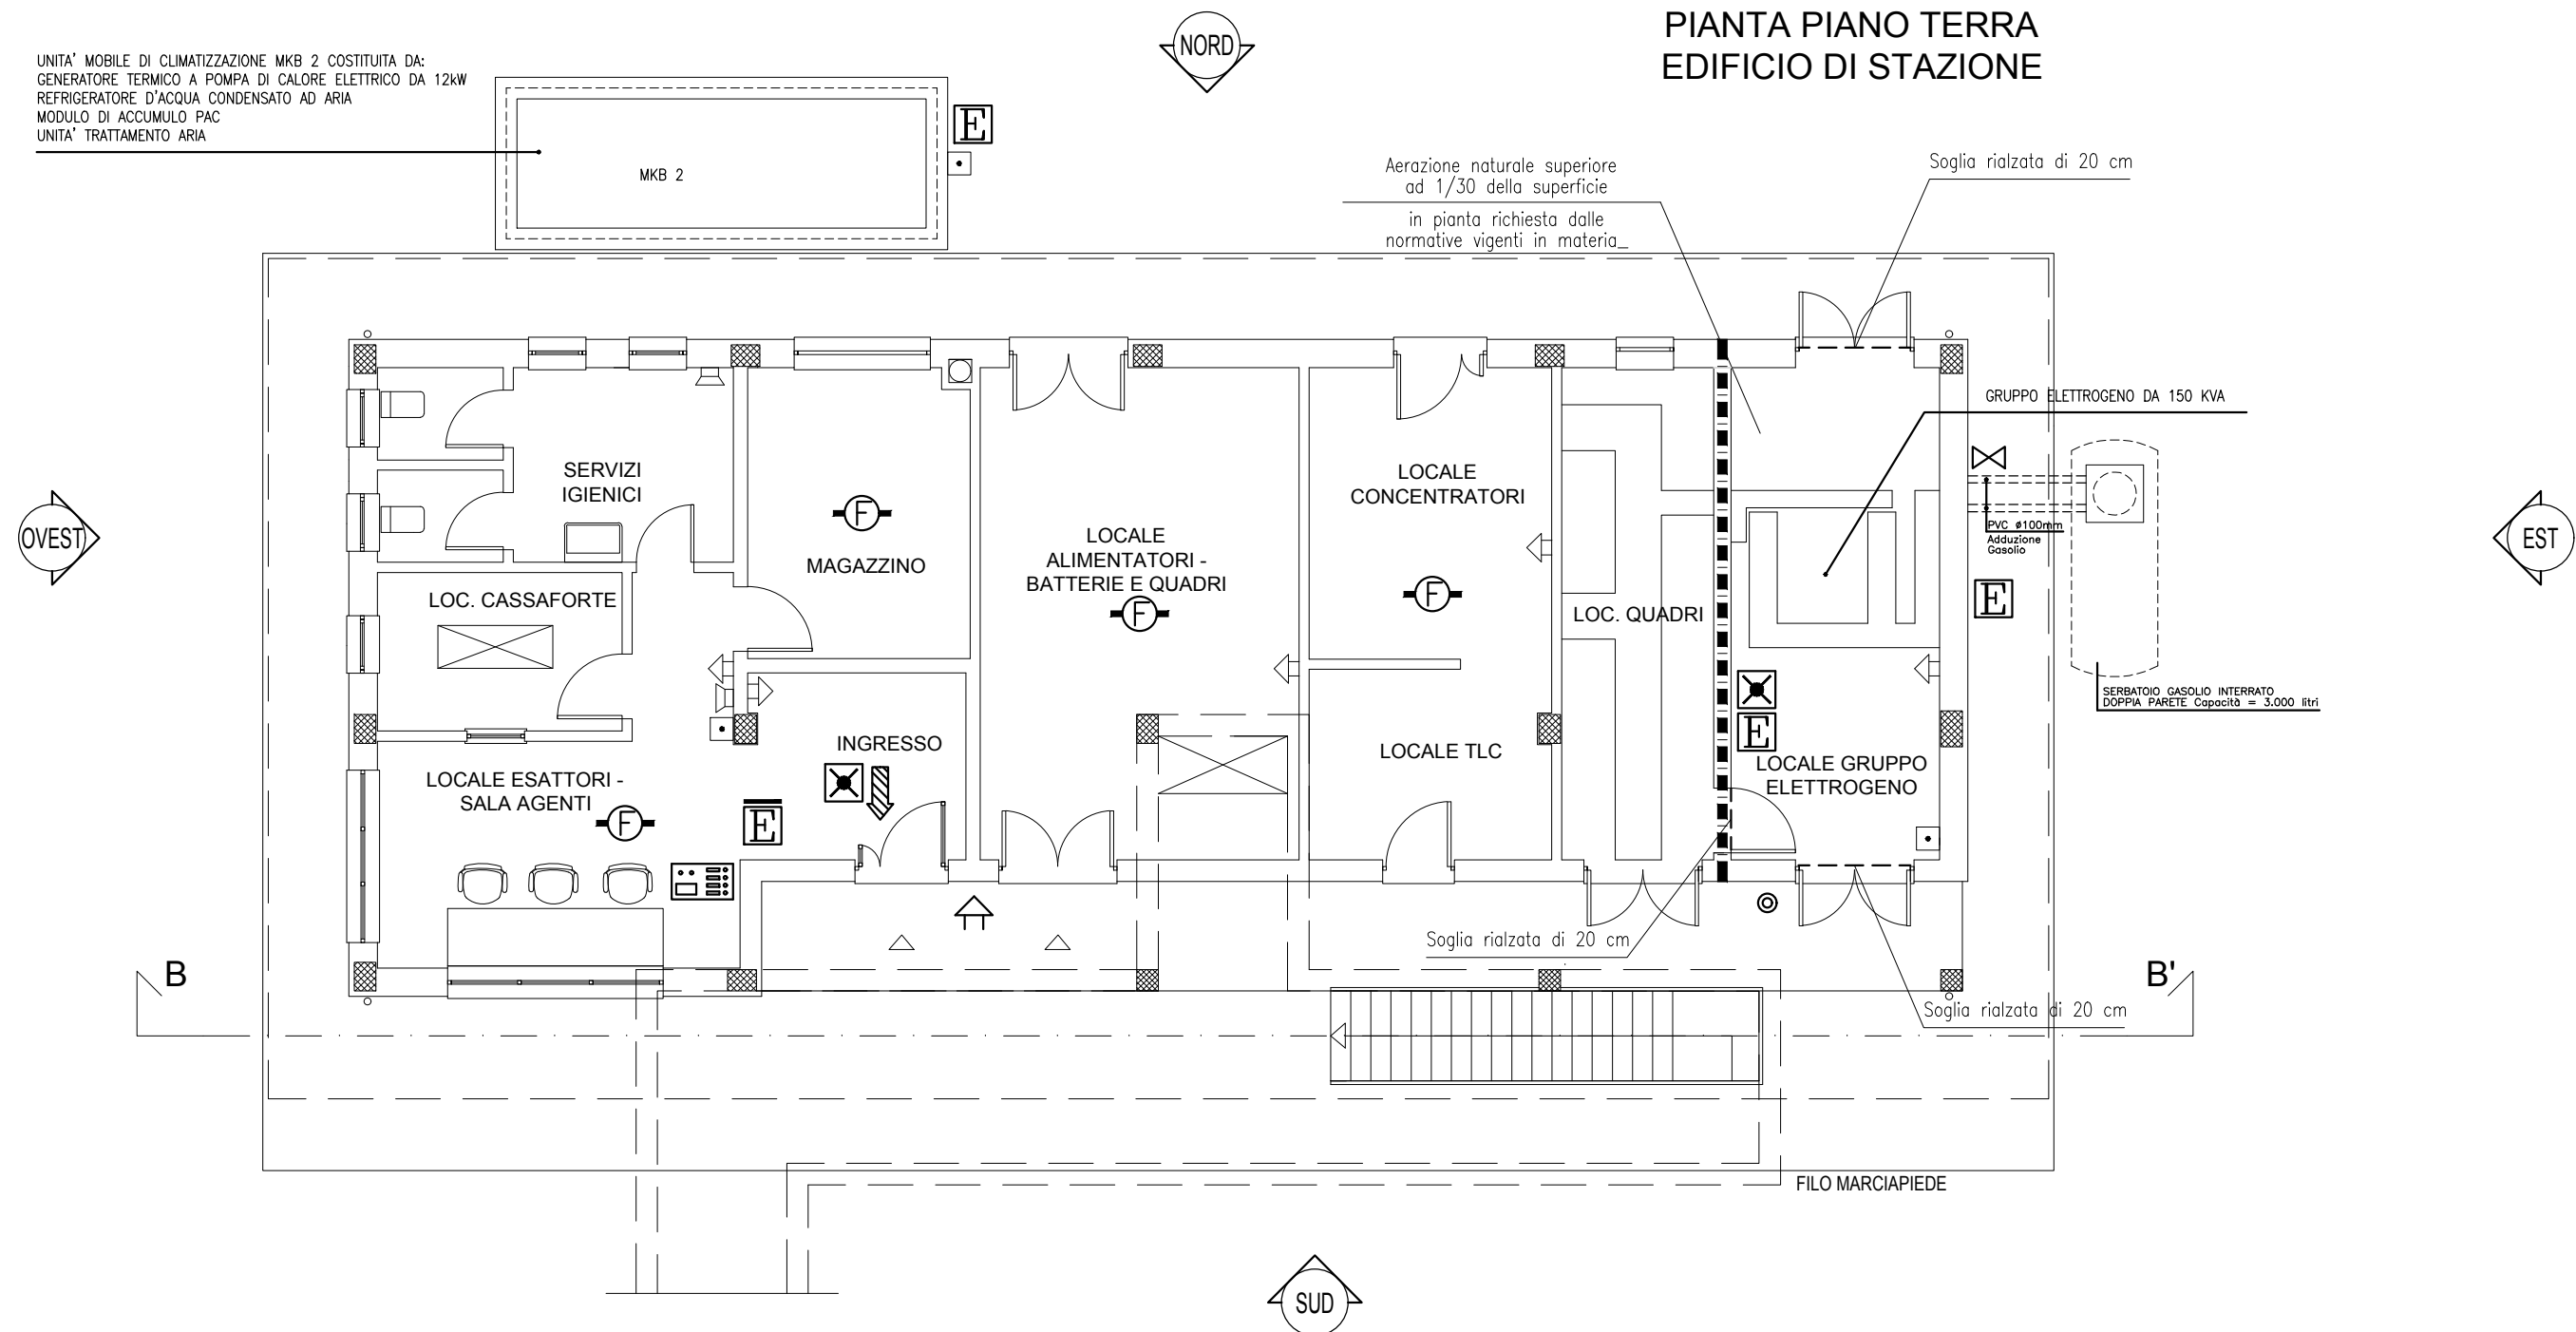 PIANTA PIANO TERRA
EDIFICIO DI STAZIONE
NORD
UNITA' MOBILE DI CLIMATIZZAZIONE MKB 2 COSTITUITA DA:
GENERATORE TERMICO A POMPA DI CALORE ELETTRICO DA 12kW
REFRIGERATORE D'ACQUA CONDENSATO AD ARIA
MODULO DI ACCUMULO PAC
UNITA' TRATTAMENTO ARIA
E
MKB 2
Aerazione naturale superiore
ad 1/30 della superficie
in pianta richiesta dalle
normative vigenti in materia_
Soglia rialzata di 20 cm
GRUPPO ELETTROGENO DA 150 KVA
SERVIZI
IGIENICI
LOCALE
CONCENTRATORI
F
MAGAZZINO
LOCALE
ALIMENTATORI -
BATTERIE E QUADRI
F
F
OVEST
EST
PVC ø100mm
Adduzione
Gasolio
LOC. CASSAFORTE
LOC. QUADRI
E
SERBATOIO GASOLIO INTERRATO
DOPPIA PARETE Capacità = 3.000 litri
INGRESSO
LOCALE TLC
E
LOCALE GRUPPO
ELETTROGENO
LOCALE ESATTORI -
SALA AGENTI
F
E
Soglia rialzata di 20 cm
B
B'
Soglia rialzata di 20 cm
FILO MARCIAPIEDE
SUD